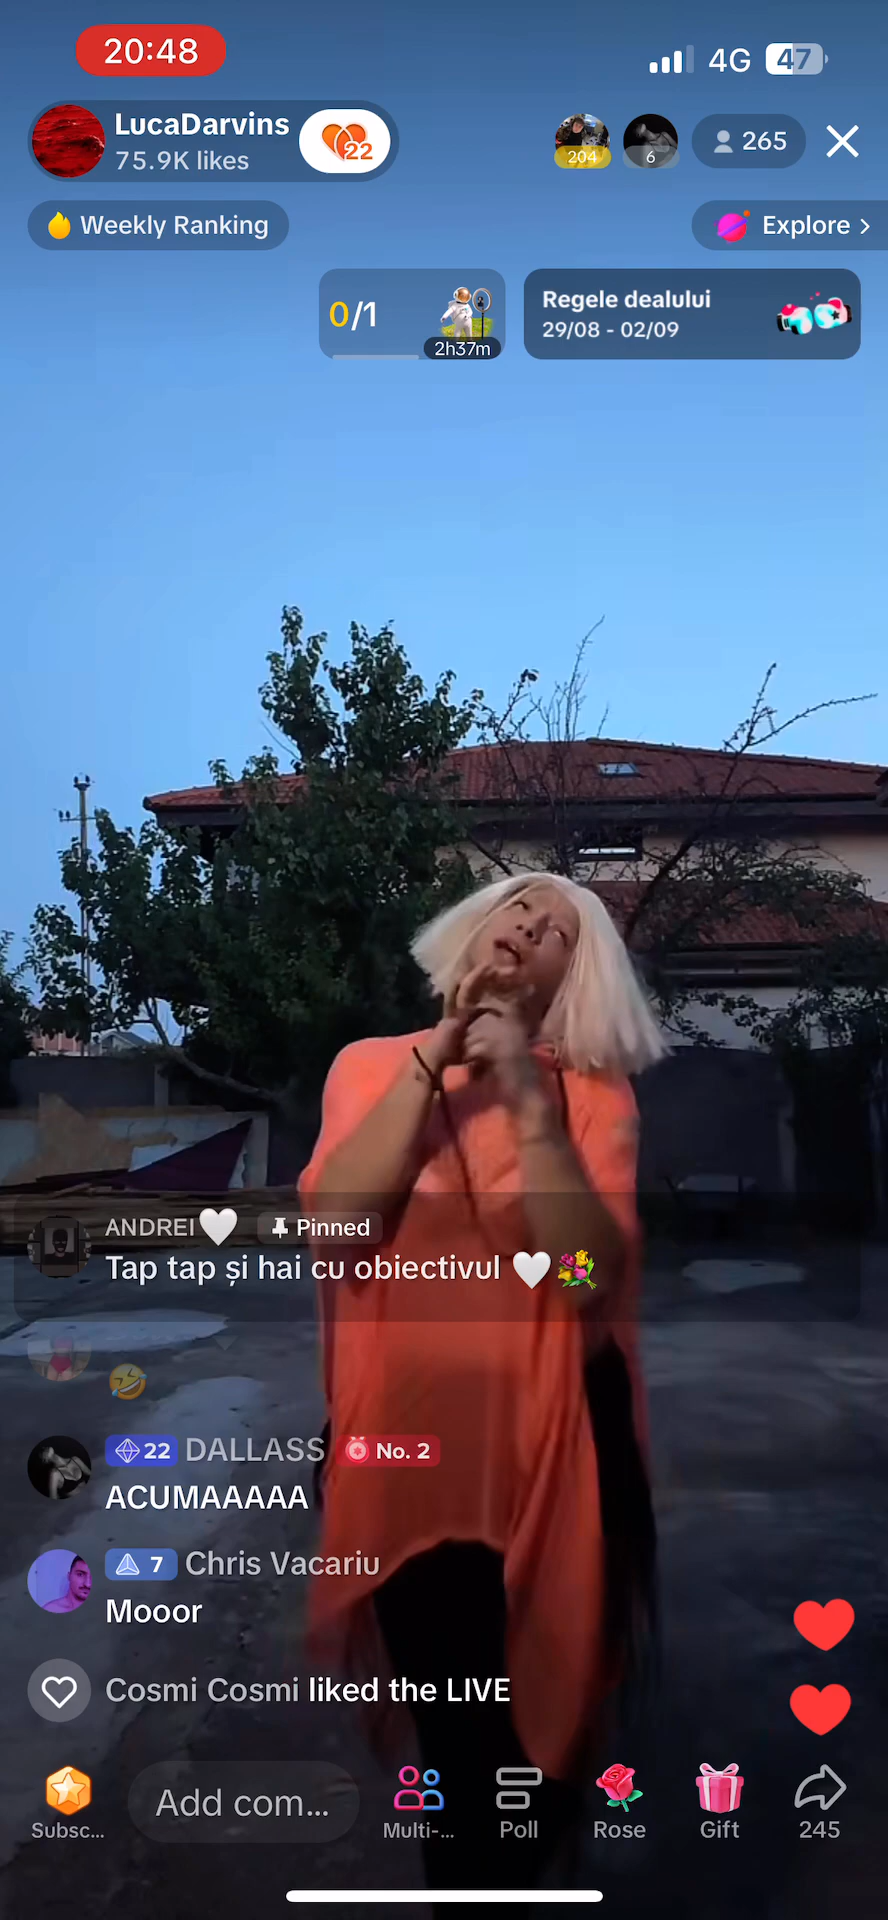 20:48
4G
47
LucaDarvins
75.9K likes
22
204
6
265
Weekly Ranking
Explore >
0/1
2h37m
Regele dealului
29/08 - 02/09
ANDREI🤍 Pinned
Tap tap și hai cu obiectivul 🤍💐
🤣
22 DALLASS No. 2
ACUMAAAAA
7 Chris Vacariu
Mooor
Cosmi Cosmi liked the LIVE
Subsc...
Add com...
Multi-...
Poll
Rose
Gift
245